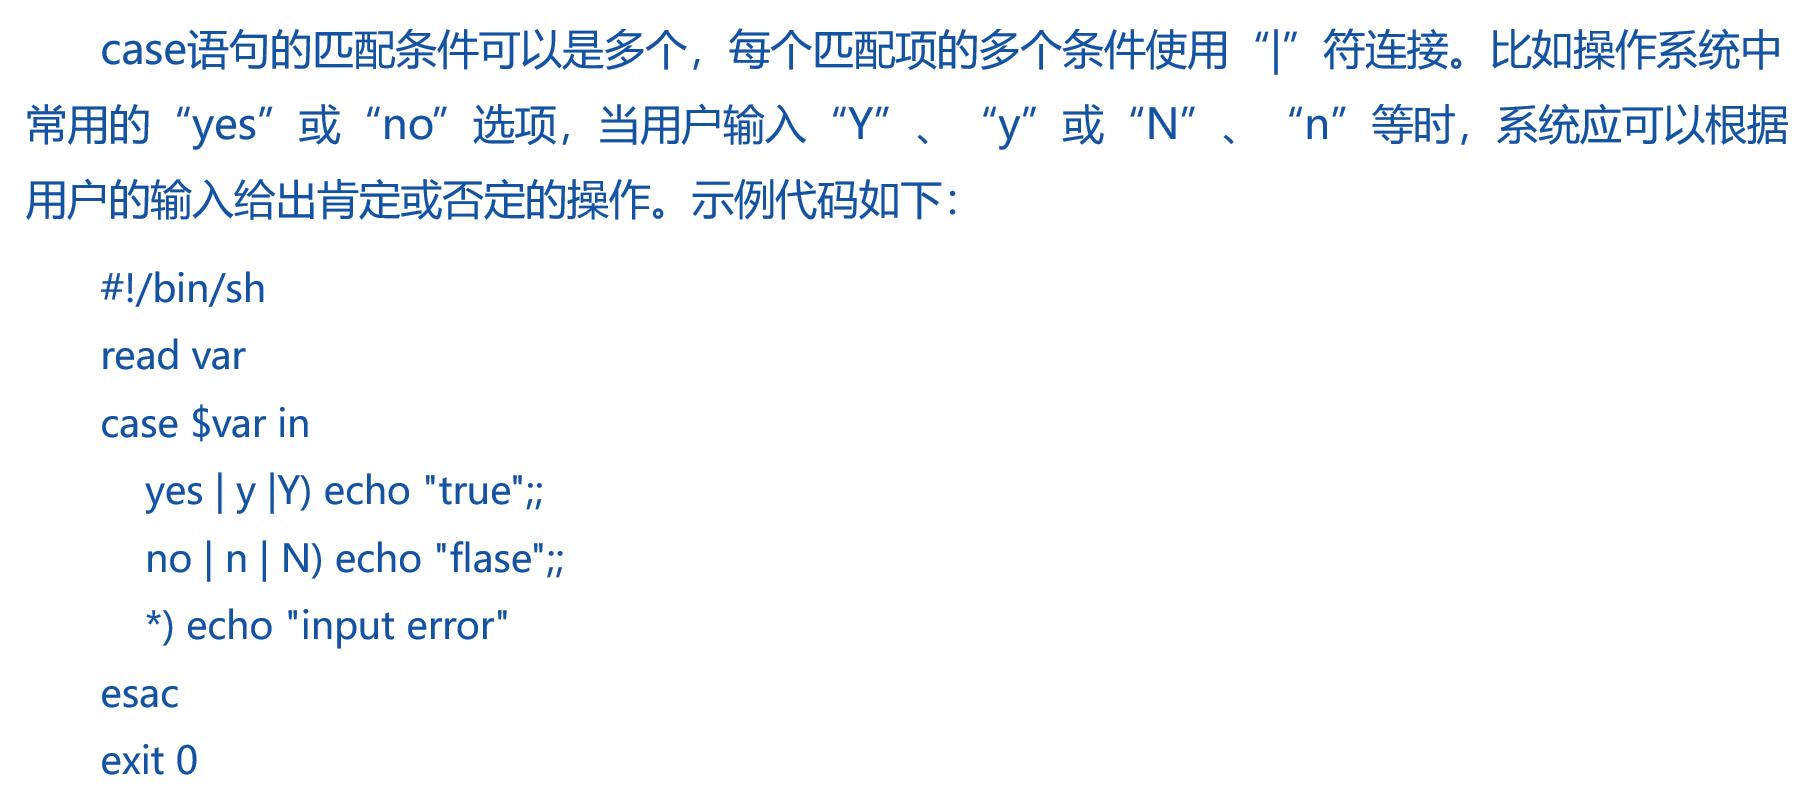 case语句的匹配条件可以是多个，每个匹配项的多个条件使用“|”符连接。比如操作系统中
常用的“yes”或“no”选项，当用户输入“Y”、“y”或“N”、“n”等时，系统应可以根据
用户的输入给出肯定或否定的操作。示例代码如下：
#!/bin/sh
read var
case $var in
yes | y |Y) echo "true";;
no | n | N) echo "flase";;
*) echo "input error"
esac
exit 0